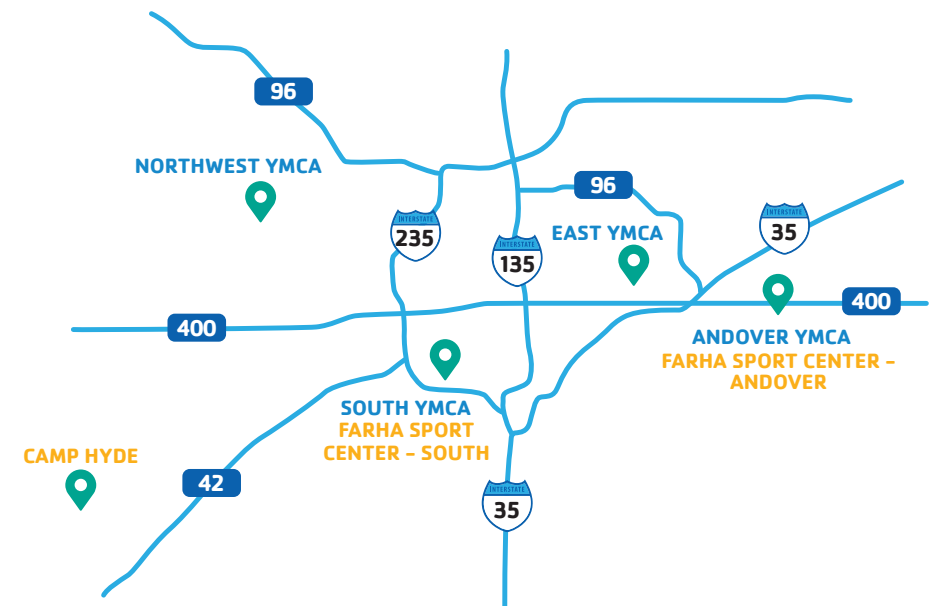 96
NORTHWEST YMCA
96
INTERSTATE
235
INTERSTATE
135
EAST YMCA
INTERSTATE
35
400
400
ANDOVER YMCA
FARHA SPORT CENTER –
ANDOVER
SOUTH YMCA
FARHA SPORT
CENTER – SOUTH
CAMP HYDE
42
INTERSTATE
35